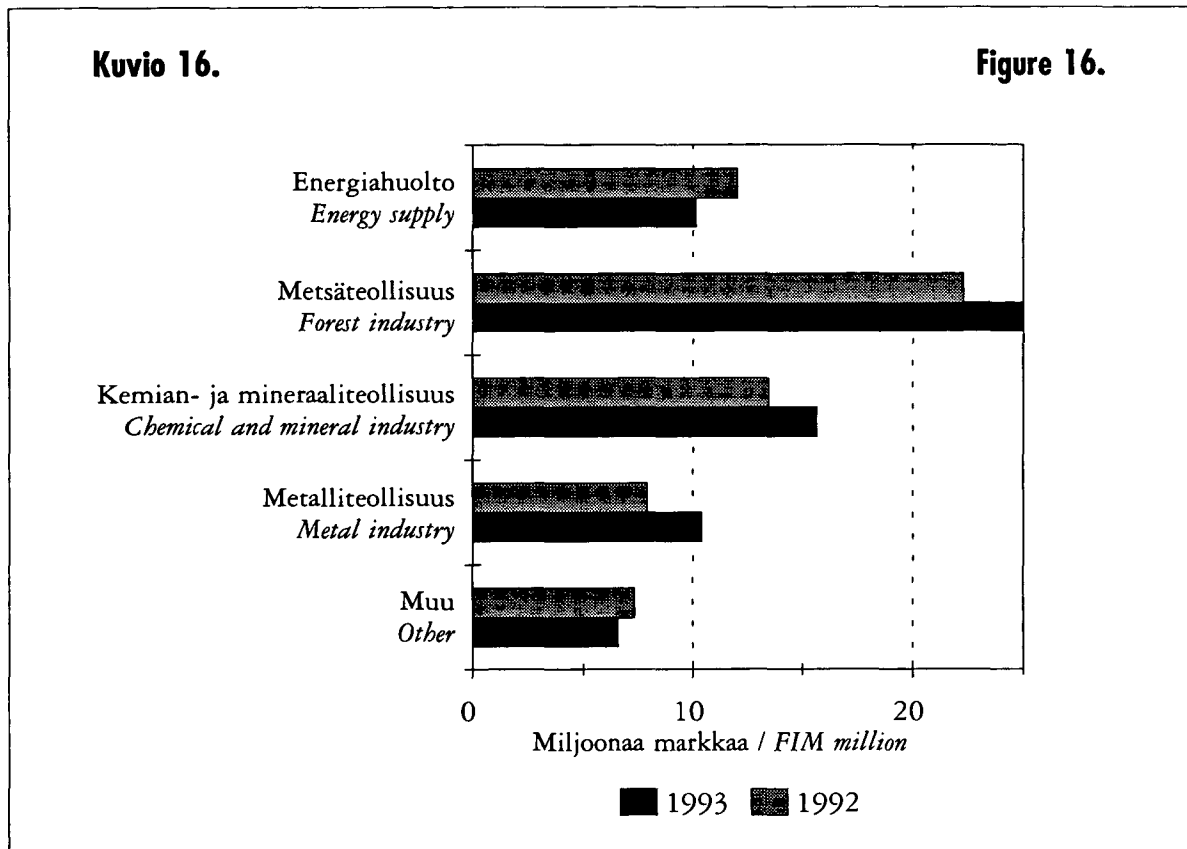 Kuvio 16.
Figure 16.
Energiahuolto
Energy supply
Metsäteollisuus
Forest industry
Kemian- ja mineraaliteollisuus
Chemical and mineral industry
Metalliteollisuus
Metal industry
Muu
Other
0 10 20
Miljoonaa markkaa / FIM million
1993 1992